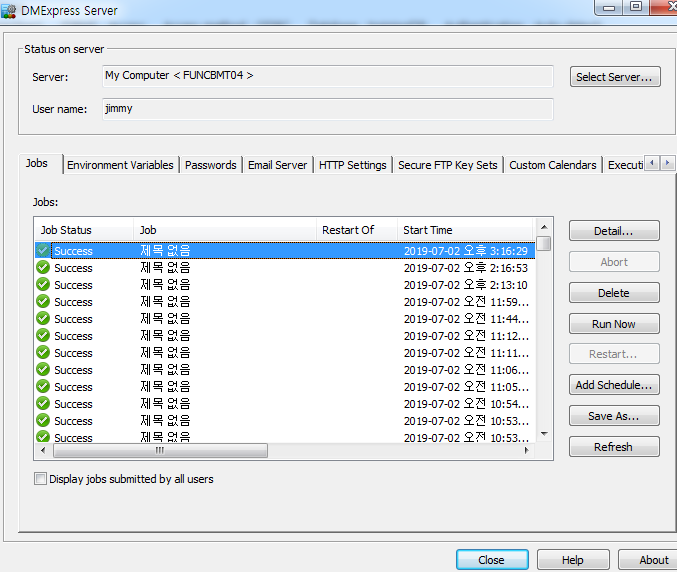 DMExpress Server
Status on server
Server: My Computer < FUNCBMT04 > Select Server...
User name: jimmy
Jobs Environment Variables Passwords Email Server HTTP Settings Secure FTP Key Sets Custom Calendars Executi
Jobs:
Job Status Job Restart Of Start Time
Success 제목 없음 2019-07-02 오후 3:16:29
Success 제목 없음 2019-07-02 오후 2:16:53
Success 제목 없음 2019-07-02 오후 2:13:10
Success 제목 없음 2019-07-02 오전 11:59...
Success 제목 없음 2019-07-02 오전 11:44...
Success 제목 없음 2019-07-02 오전 11:12...
Success 제목 없음 2019-07-02 오전 11:11...
Success 제목 없음 2019-07-02 오전 11:06...
Success 제목 없음 2019-07-02 오전 11:05...
Success 제목 없음 2019-07-02 오전 10:54...
Success 제목 없음 2019-07-02 오전 10:53...
Success 제목 없음 2019-07-02 오전 10:53...
Detail...
Abort
Delete
Run Now
Restart...
Add Schedule...
Save As...
Refresh
Display jobs submitted by all users
Close Help About